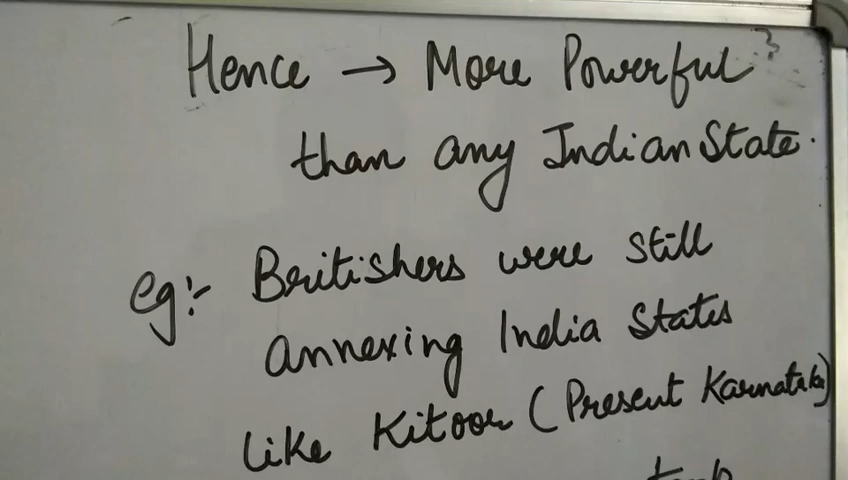 Hence → More Powerful
than any Indian State.
eg:- Britishers were still
annexing India States
like Kitoor (Present Karnataka)